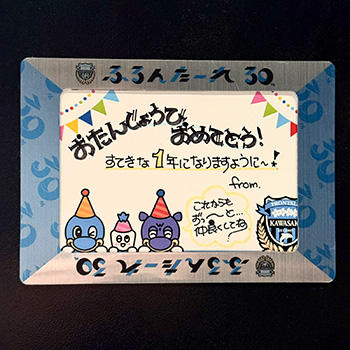 ふろんたーれ 30
おたんじょうび
おめでとう!
すてきな1年になりますように〜!
from.
これからも
ず〜っと…
仲良くしてね
FRONTALE
KAWASAKI
ふろんたーれ 30